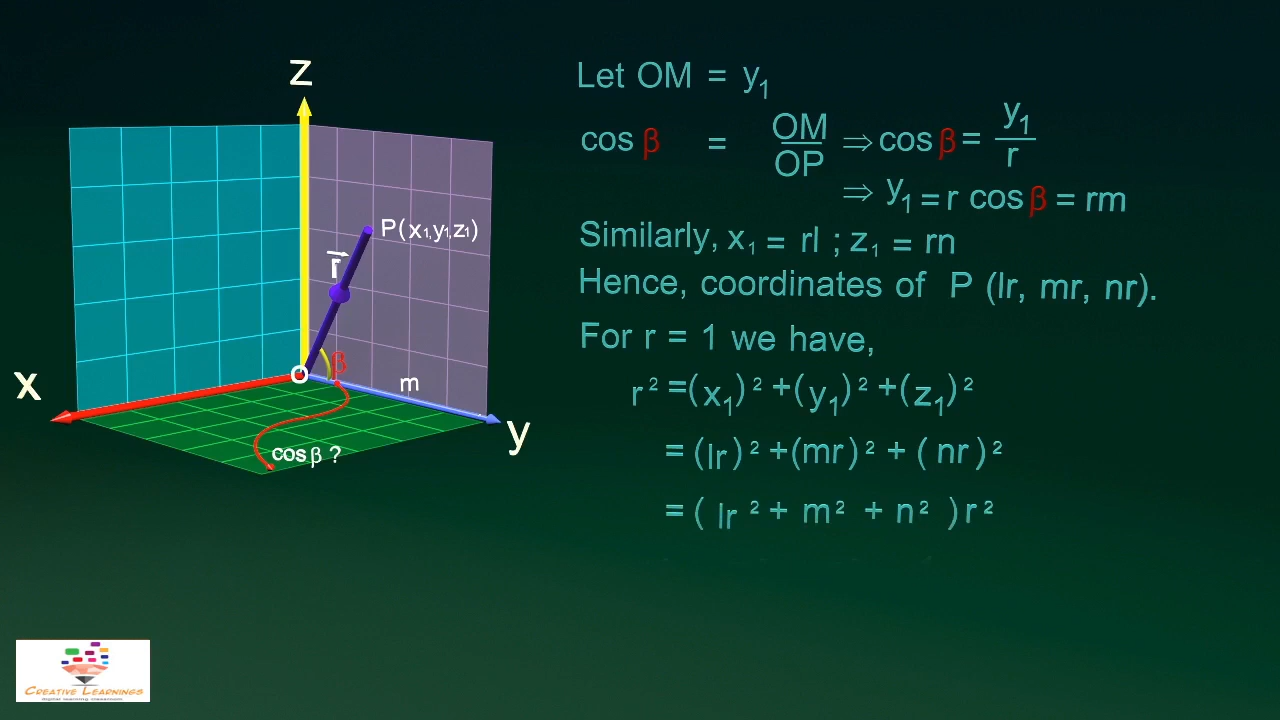 Let OM = y₁
cos β = OM/OP ⇒ cos β = y₁/r
⇒ y₁ = r cos β = rm
Similarly, x₁ = rl ; z₁ = rn
Hence, coordinates of P (lr, mr, nr).
For r = 1 we have,
r² = (x₁)² + (y₁)² + (z₁)²
= (lr)² + (mr)² + (nr)²
= (lr² + m² + n²)r²
z
P(x₁,y₁,z₁)
r⃗
x
O
β
m
y
cos β ?
CREATIVE LEARNINGS